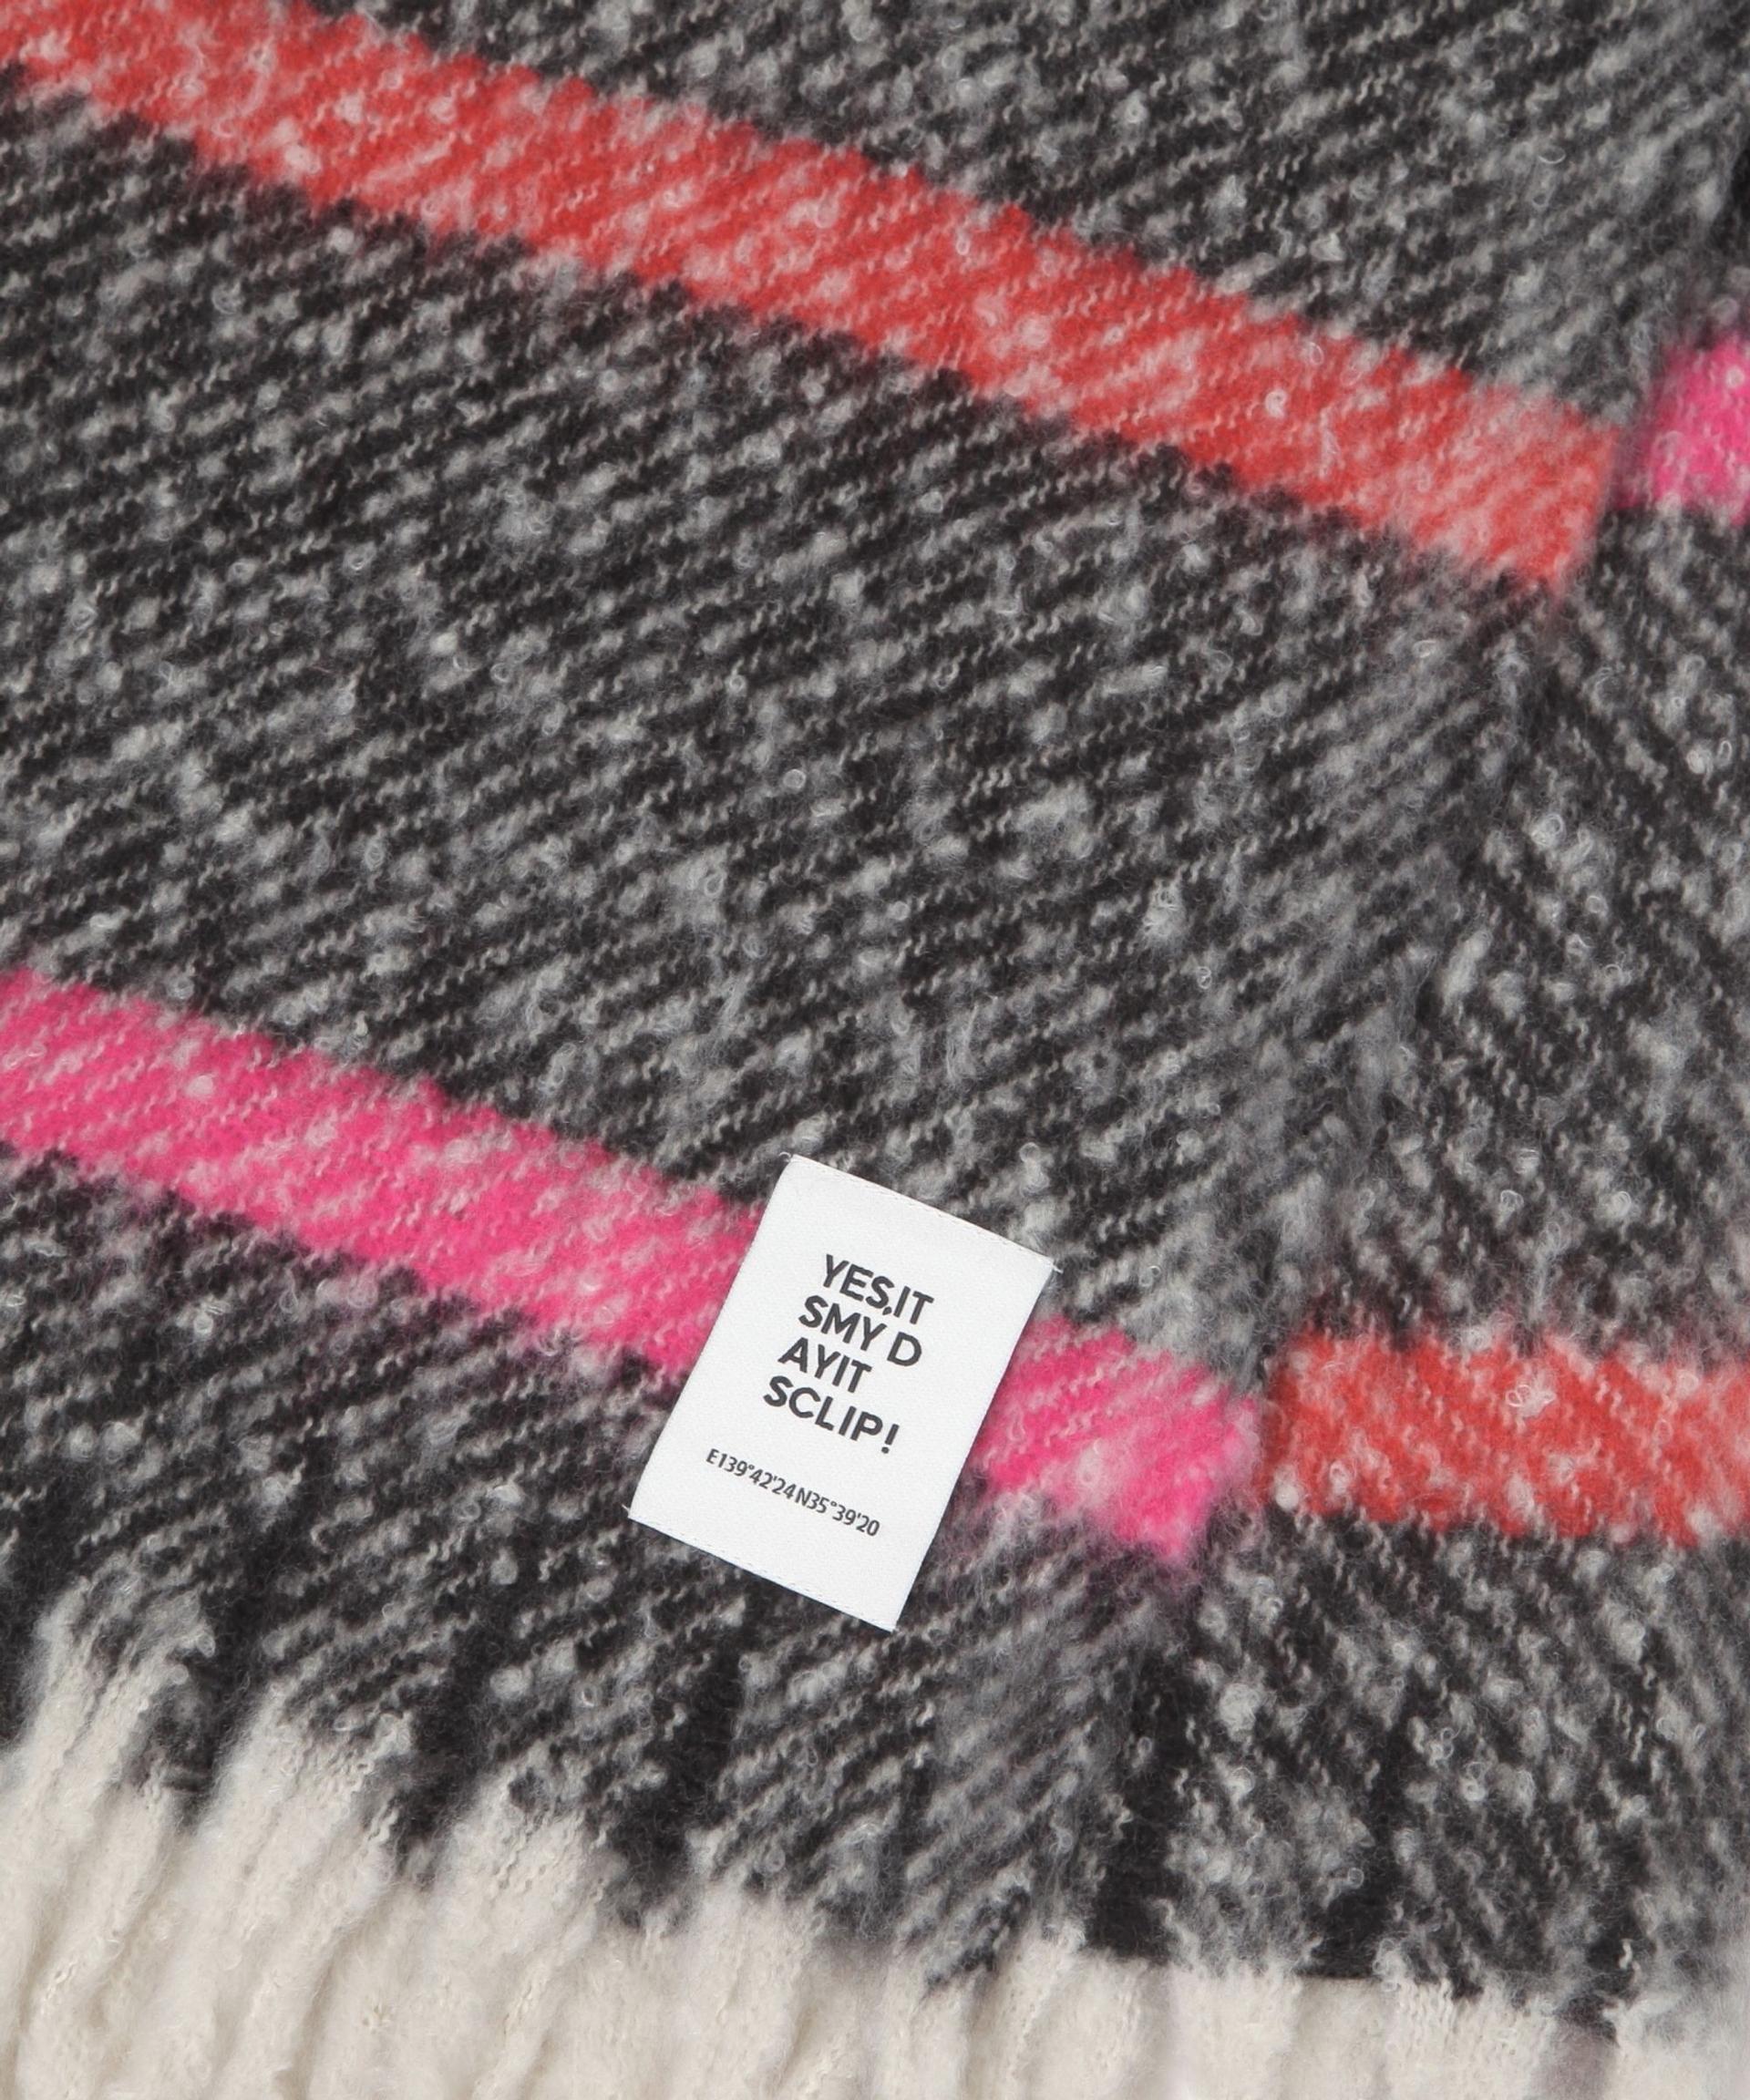 YES,IT
SMY D
AYIT
SCLIP!
E139°42'24N35°39'20